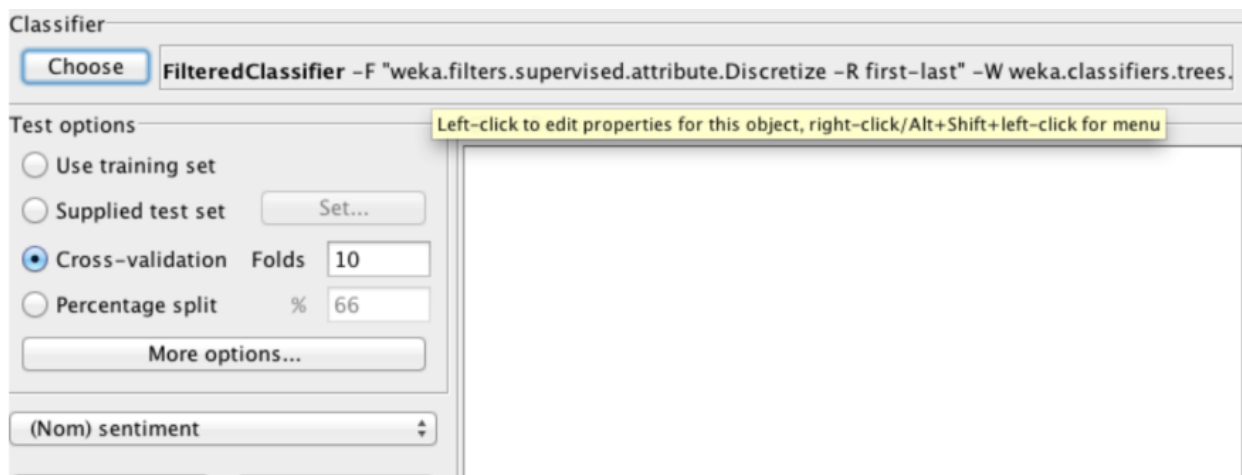 Classifier
Choose FilteredClassifier -F "weka.filters.supervised.attribute.Discretize -R first-last" -W weka.classifiers.trees.
Test options
Left-click to edit properties for this object, right-click/Alt+Shift+left-click for menu
Use training set
Supplied test set Set...
Cross-validation Folds 10
Percentage split % 66
More options...
(Nom) sentiment